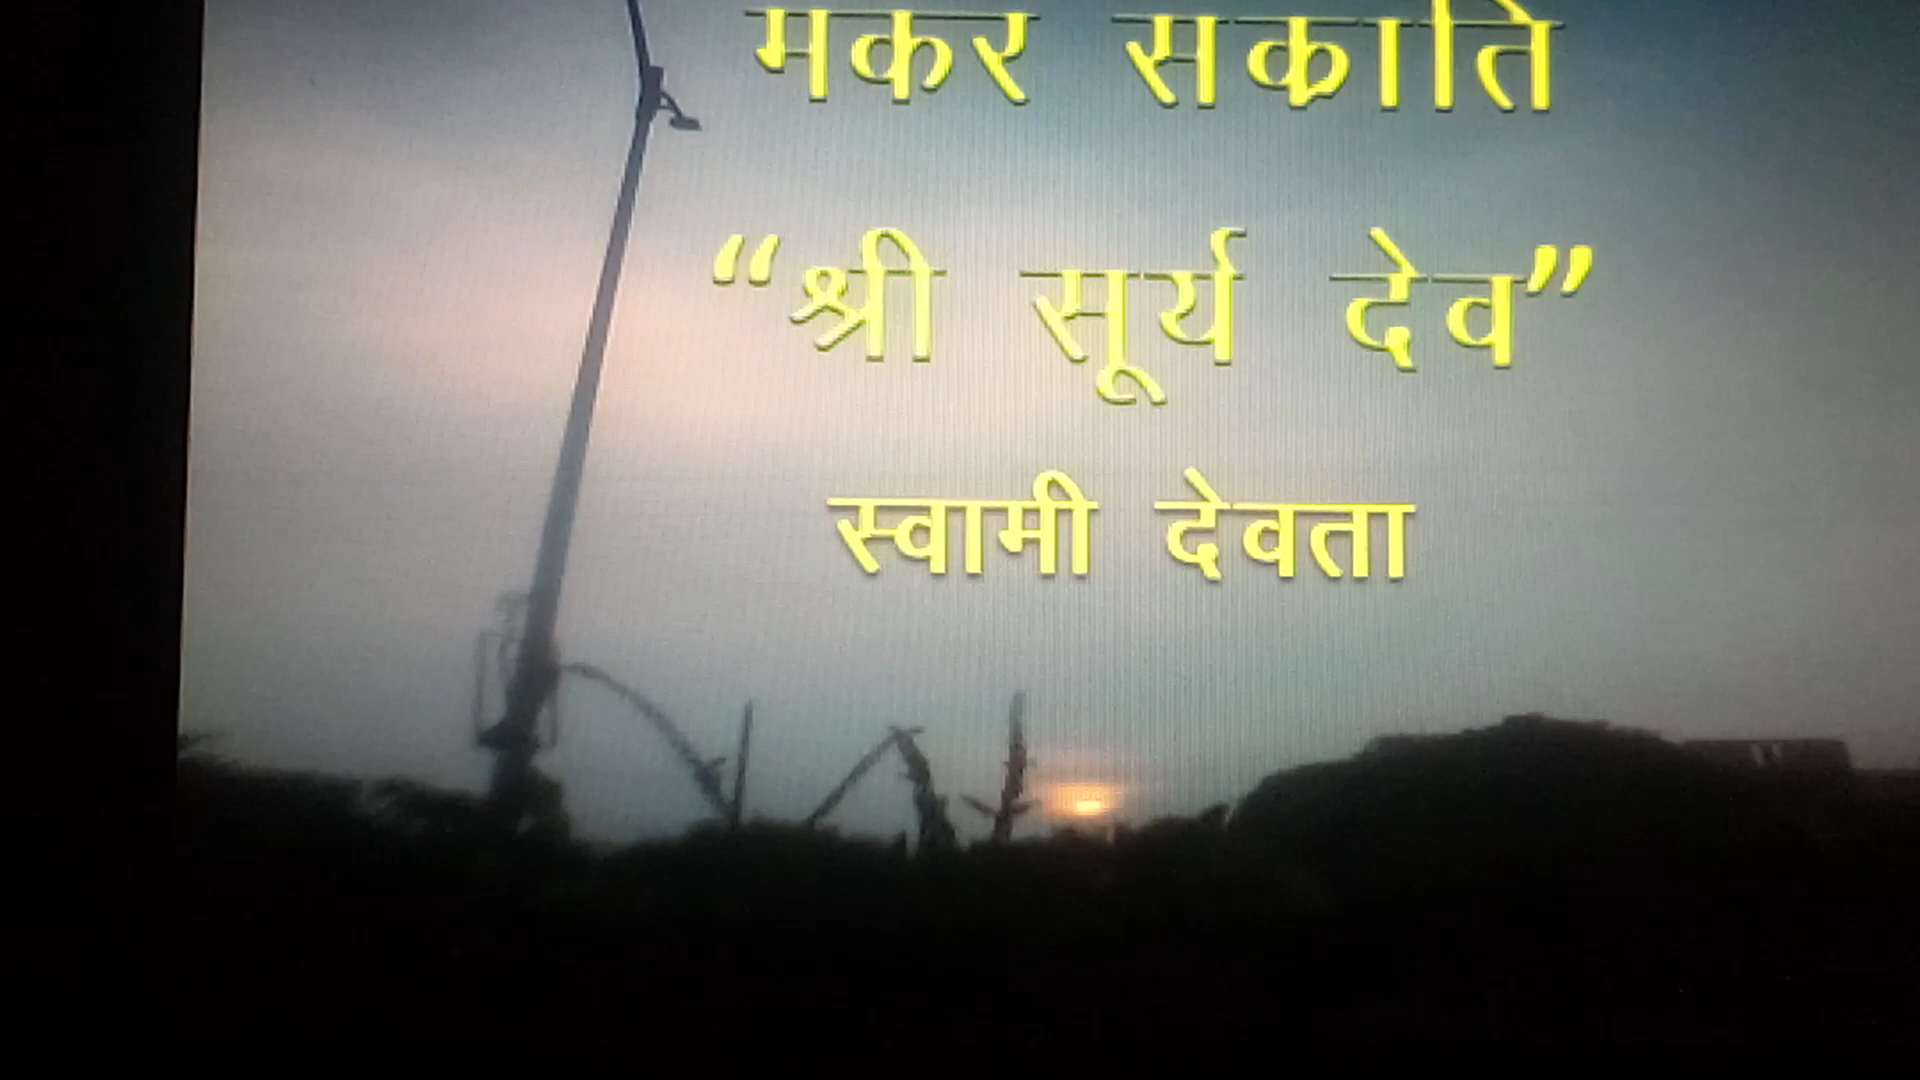 मकर सक्राति
“श्री सूर्य देव”
स्वामी देवता